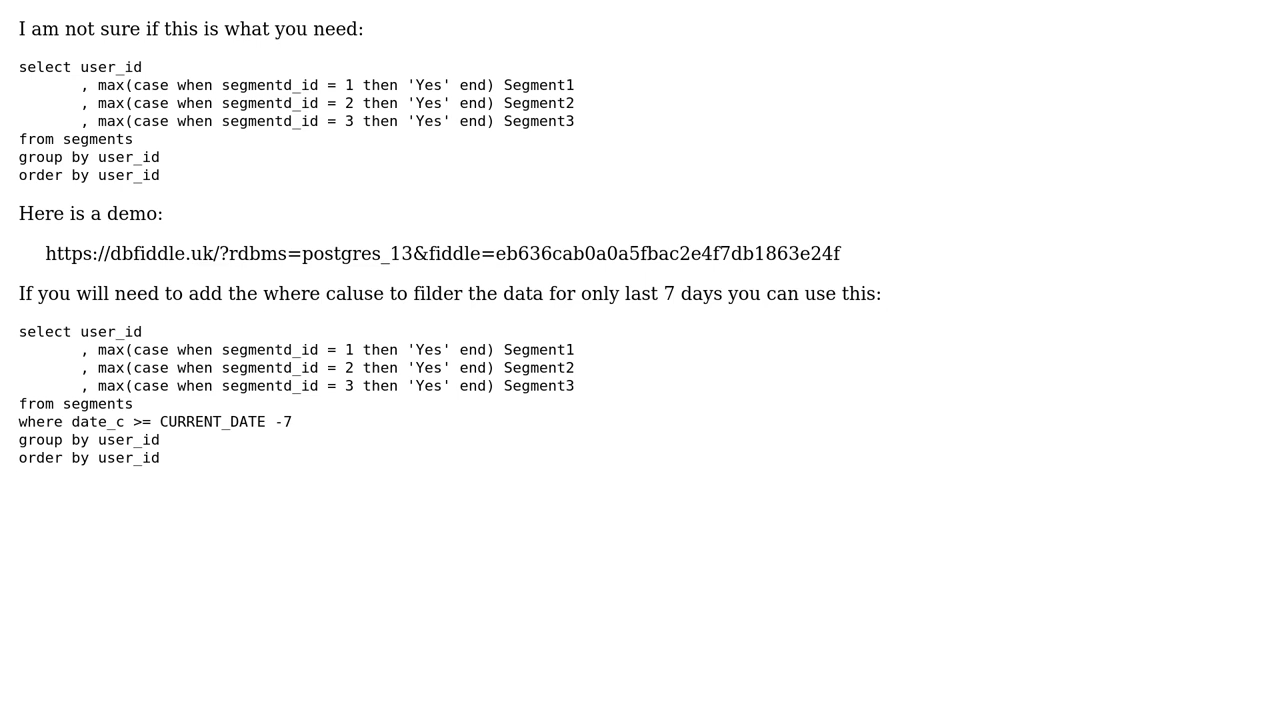 I am not sure if this is what you need:
select user_id
       , max(case when segmentd_id = 1 then 'Yes' end) Segment1
       , max(case when segmentd_id = 2 then 'Yes' end) Segment2
       , max(case when segmentd_id = 3 then 'Yes' end) Segment3
from segments
group by user_id
order by user_id
Here is a demo:
https://dbfiddle.uk/?rdbms=postgres_13&fiddle=eb636cab0a0a5fbac2e4f7db1863e24f
If you will need to add the where caluse to filder the data for only last 7 days you can use this:
select user_id
       , max(case when segmentd_id = 1 then 'Yes' end) Segment1
       , max(case when segmentd_id = 2 then 'Yes' end) Segment2
       , max(case when segmentd_id = 3 then 'Yes' end) Segment3
from segments
where date_c >= CURRENT_DATE -7
group by user_id
order by user_id